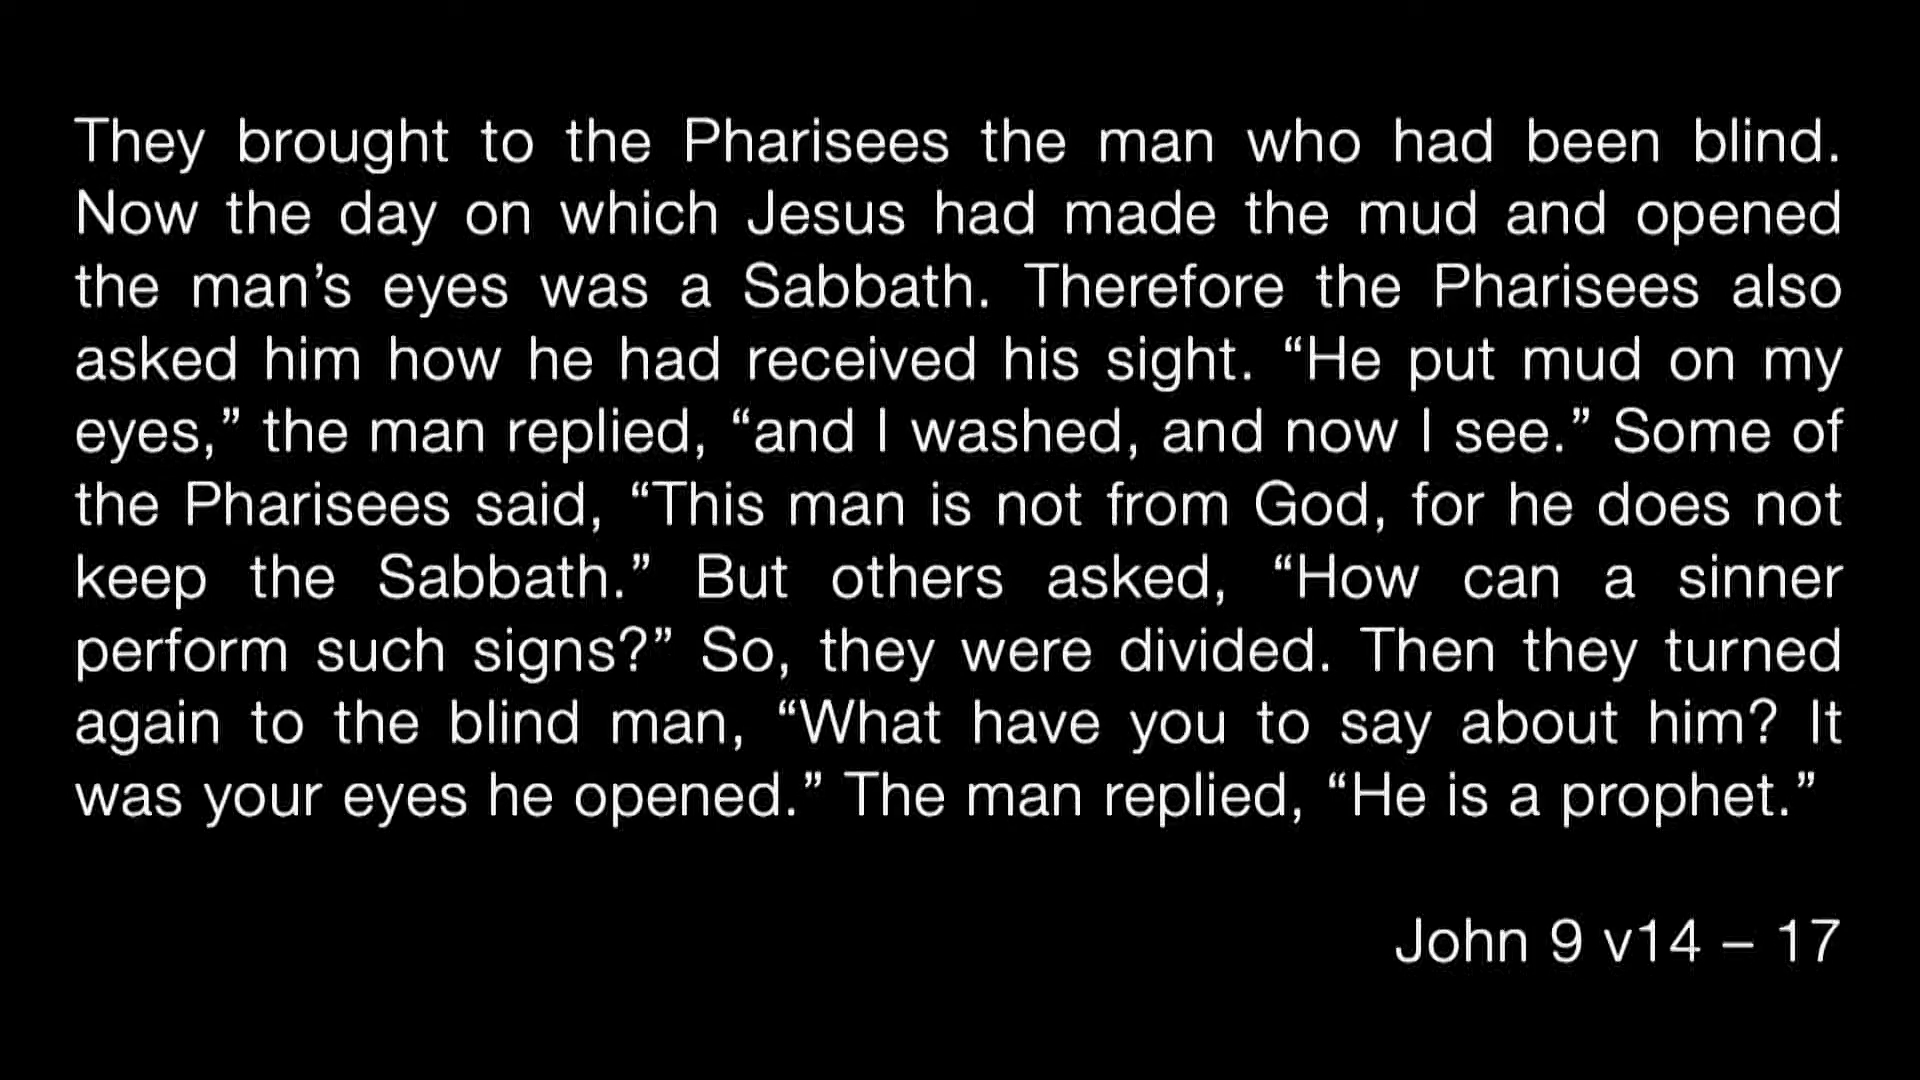 They brought to the Pharisees the man who had been blind.
Now the day on which Jesus had made the mud and opened
the man’s eyes was a Sabbath. Therefore the Pharisees also
asked him how he had received his sight. “He put mud on my
eyes,” the man replied, “and I washed, and now I see.” Some of
the Pharisees said, “This man is not from God, for he does not
keep the Sabbath.” But others asked, “How can a sinner
perform such signs?” So, they were divided. Then they turned
again to the blind man, “What have you to say about him? It
was your eyes he opened.” The man replied, “He is a prophet.”
John 9 v14 – 17